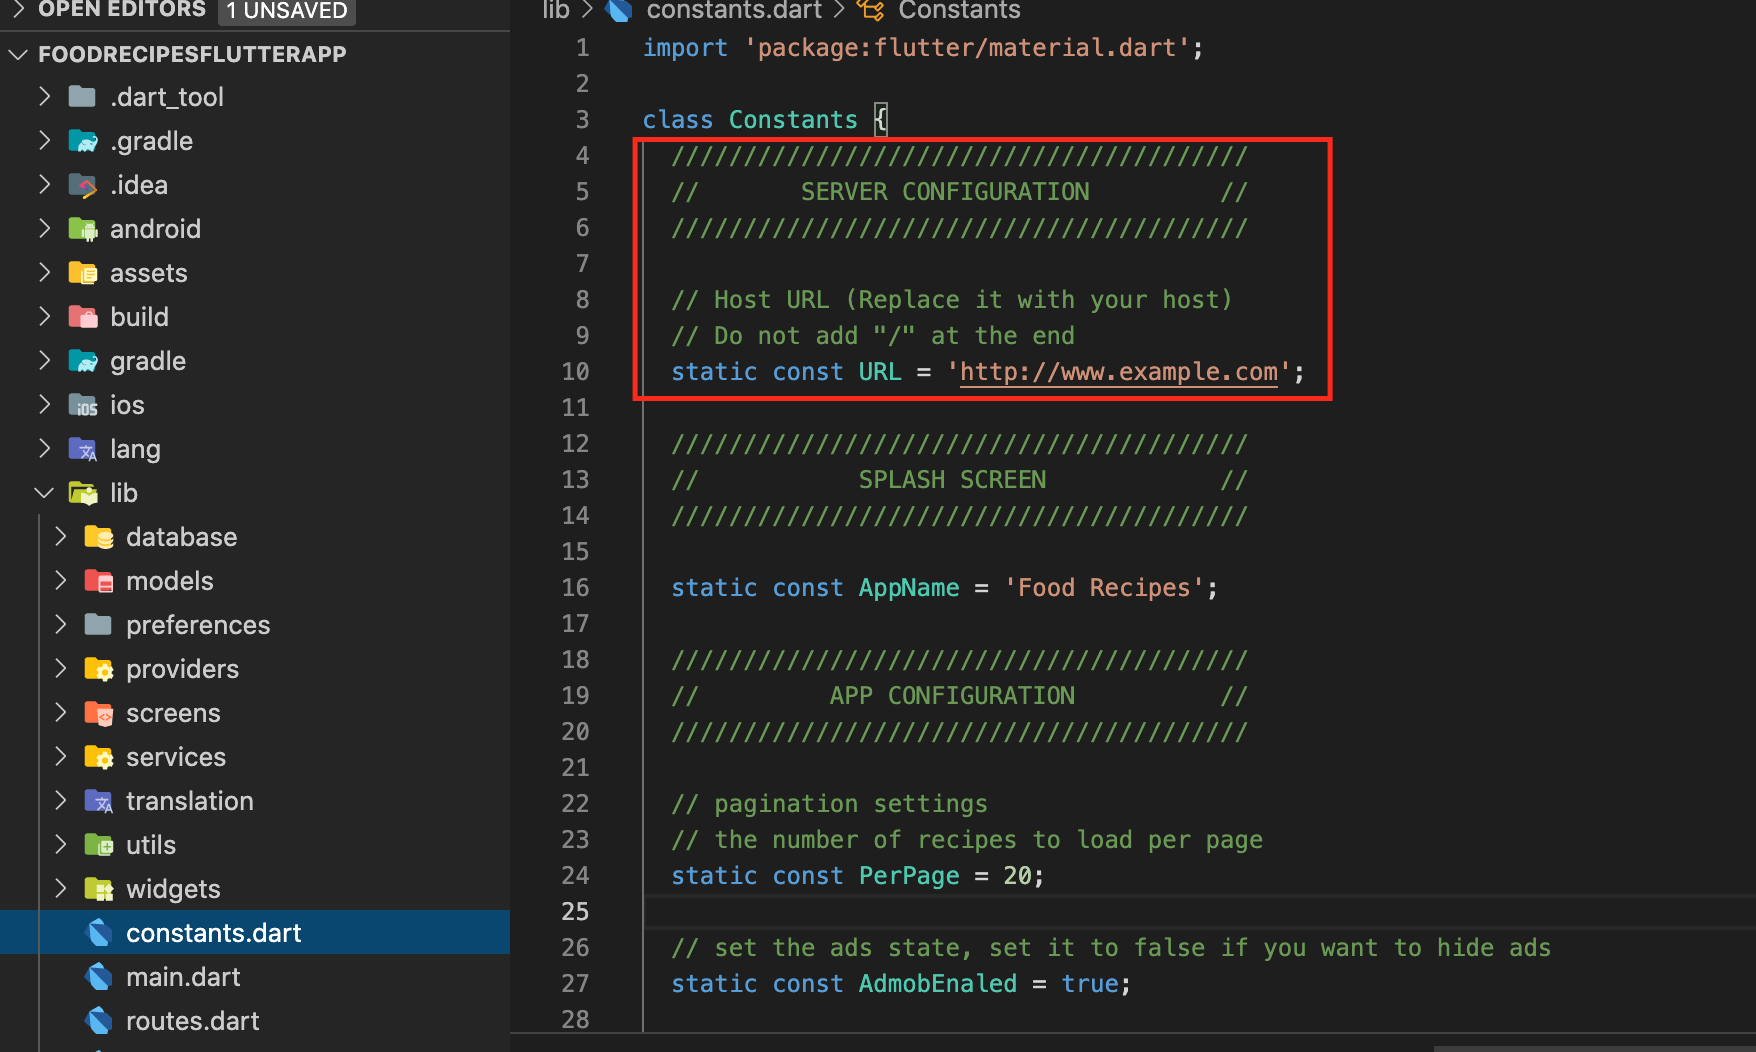 OPEN EDITORS 1 UNSAVED
FOODRECIPESFLUTTERAPP
.dart_tool
.gradle
.idea
android
assets
build
gradle
ios
lang
lib
database
models
preferences
providers
screens
services
translation
utils
widgets
constants.dart
main.dart
routes.dart
lib > constants.dart > Constants
1 import 'package:flutter/material.dart';
2
3 class Constants {
4 ////////////////////////////////////////
5 //       SERVER CONFIGURATION         //
6 ////////////////////////////////////////
7
8 // Host URL (Replace it with your host)
9 // Do not add "/" at the end
10 static const URL = 'http://www.example.com';
11
12 ////////////////////////////////////////
13 //           SPLASH SCREEN            //
14 ////////////////////////////////////////
15
16 static const AppName = 'Food Recipes';
17
18 ////////////////////////////////////////
19 //         APP CONFIGURATION          //
20 ////////////////////////////////////////
21
22 // pagination settings
23 // the number of recipes to load per page
24 static const PerPage = 20;
25
26 // set the ads state, set it to false if you want to hide ads
27 static const AdmobEnaled = true;
28